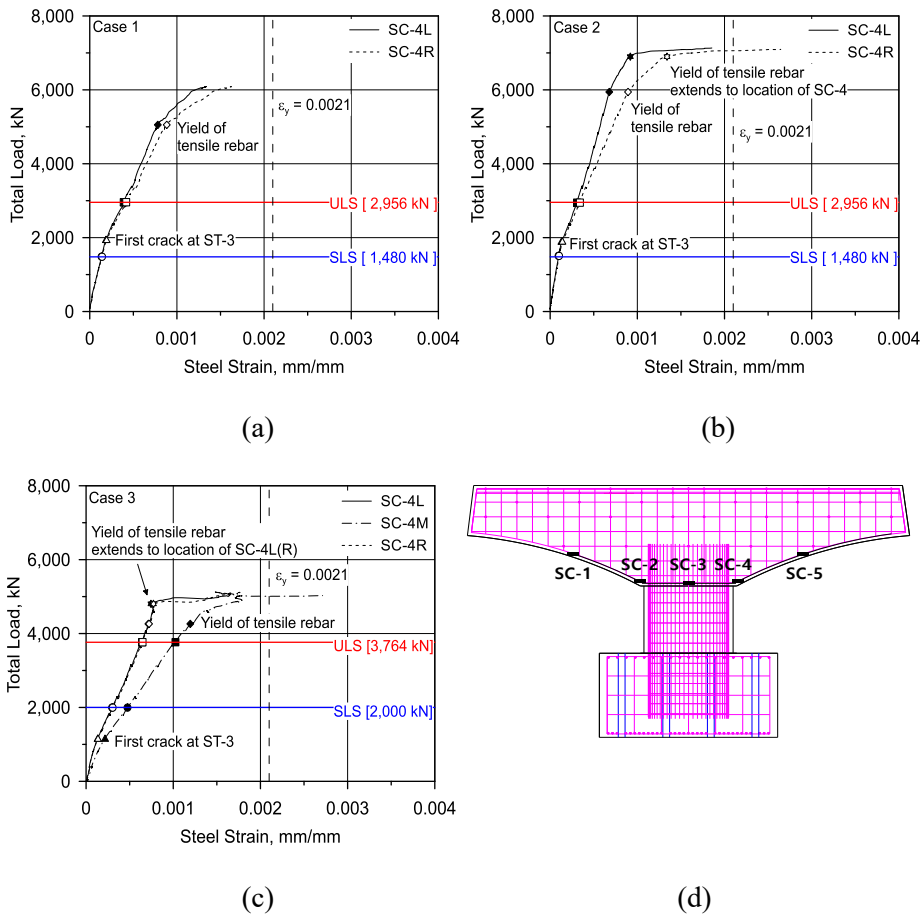 Case 1
SC-4L
SC-4R
8,000
6,000
4,000
2,000
0
Total Load, kN
εy = 0.0021
Yield of
tensile rebar
ULS [ 2,956 kN ]
First crack at ST-3
SLS [ 1,480 kN ]
0
0.001
0.002
0.003
0.004
Steel Strain, mm/mm
(a)
Case 2
SC-4L
SC-4R
8,000
6,000
4,000
2,000
0
Total Load, kN
Yield of tensile rebar
extends to location of SC-4
Yield of
tensile rebar
εy = 0.0021
ULS [ 2,956 kN ]
First crack at ST-3
SLS [ 1,480 kN ]
0
0.001
0.002
0.003
0.004
Steel Strain, mm/mm
(b)
Case 3
SC-4L
SC-4M
SC-4R
8,000
6,000
4,000
2,000
0
Total Load, kN
Yield of tensile rebar
extends to location of SC-4L(R)
εy = 0.0021
Yield of tensile rebar
ULS [3,764 kN]
SLS [2,000 kN]
First crack at ST-3
0
0.001
0.002
0.003
0.004
Steel Strain, mm/mm
(c)
SC-1
SC-2
SC-3
SC-4
SC-5
(d)